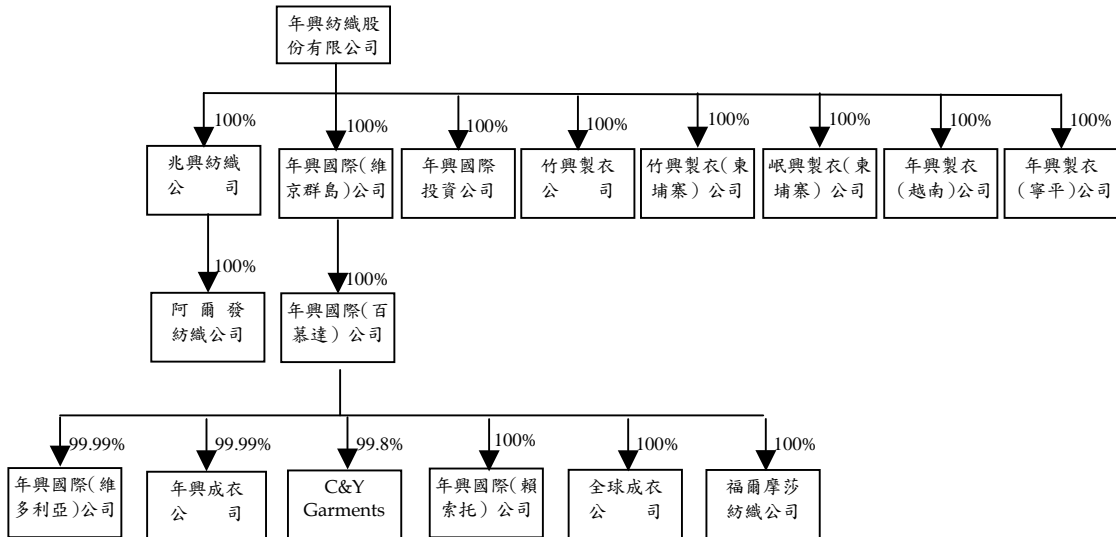 年興紡織股
份有限公司
100%
100%
100%
100%
100%
100%
100%
100%
兆興紡織
公　　司
年興國際(維
京群島)公司
年興國際
投資公司
竹興製衣
公　　司
竹興製衣(柬
埔寨)公司
岷興製衣(柬
埔寨)公司
年興製衣
(越南)公司
年興製衣
(寧平)公司
100%
100%
阿 爾 發
紡織公司
年興國際(百
慕達)公司
99.99%
99.99%
99.8%
100%
100%
100%
年興國際(維
多利亞)公司
年興成衣
公　　司
C&Y
Garments
年興國際(賴
索托)公司
全球成衣
公　　司
福爾摩莎
紡織公司